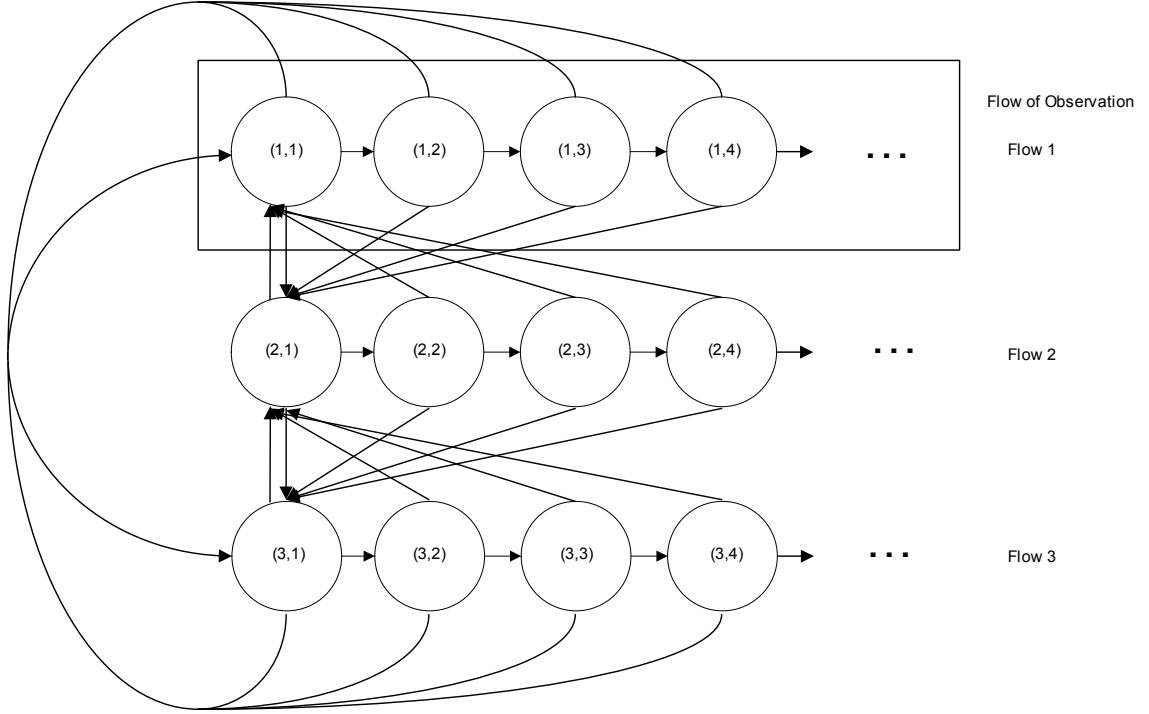 Flow of Observation
(1,1) (1,2) (1,3) (1,4) ... Flow 1
(2,1) (2,2) (2,3) (2,4) ... Flow 2
(3,1) (3,2) (3,3) (3,4) ... Flow 3